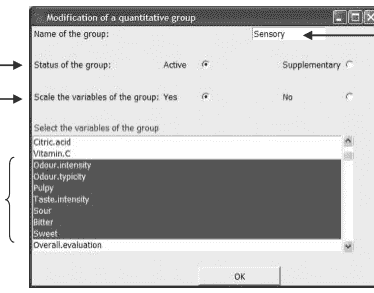 Modification of a quantitative group
Name of the group: Sensory
Status of the group: Active Supplementary
Scale the variables of the group: Yes No
Select the variables of the group
Citric.acid
Vitamin.C
Odour.intensity
Odour.typicity
Pulpy
Taste.intensity
Sour
Bitter
Sweet
Overall.evaluation
OK